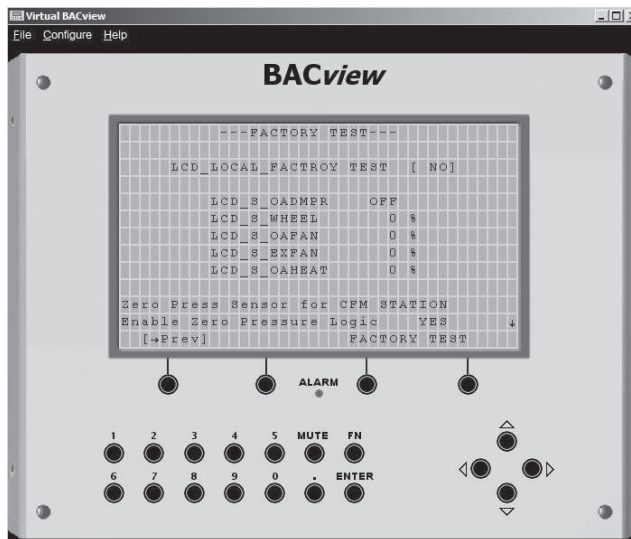 Virtual BACview
File Configure Help
BACview
---FACTORY TEST---
LCD_LOCAL_FACTROY TEST [ NO]
LCD_S_OADMPR OFF
LCD_S_WHEEL 0 %
LCD_S_OAFAN 0 %
LCD_S_EXFAN 0 %
LCD_S_OAHEAT 0 %
Zero Press Sensor for CFM STATION
Enable Zero Pressure Logic YES ↓
[→Prev] FACTORY TEST
ALARM
1 2 3 4 5 MUTE FN
6 7 8 9 0 . ENTER